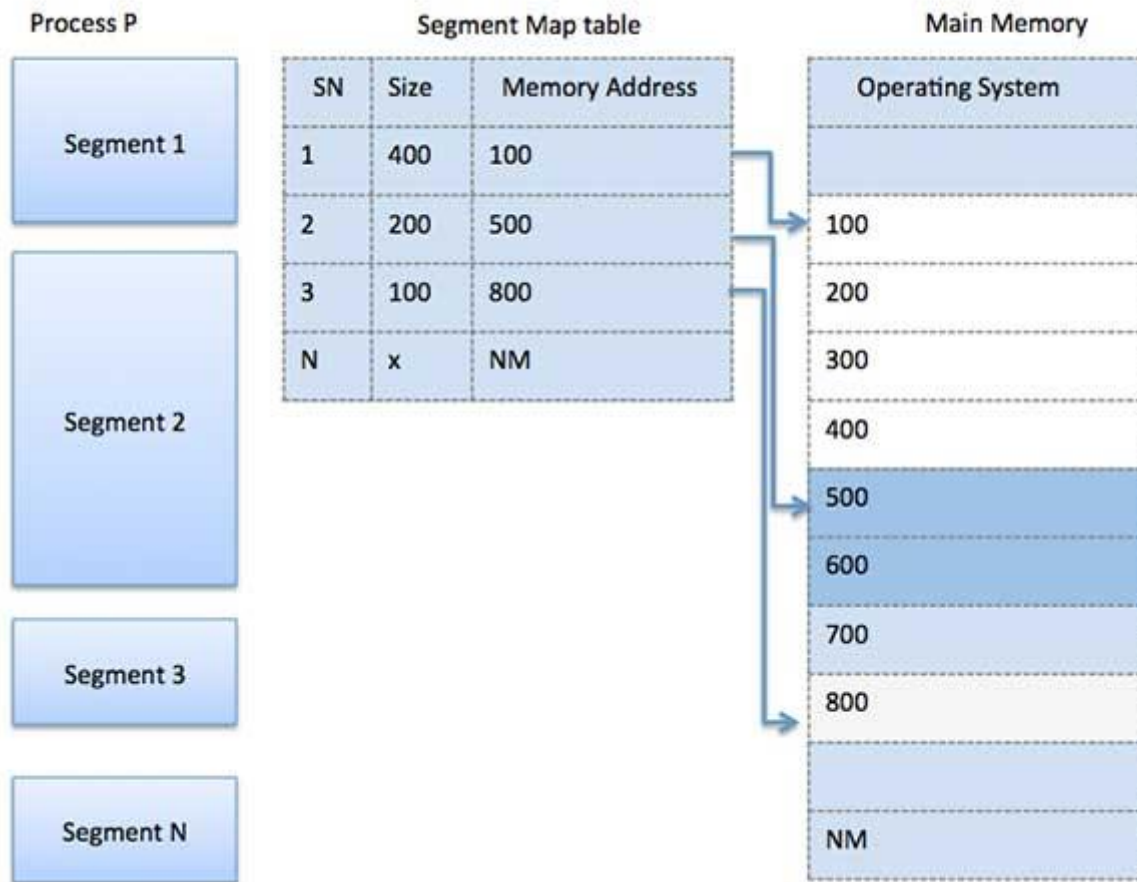 Process P
Segment 1
Segment 2
Segment 3
Segment N
Segment Map table
SN Size Memory Address
1 400 100
2 200 500
3 100 800
N x NM
Main Memory
Operating System
100
200
300
400
500
600
700
800
NM